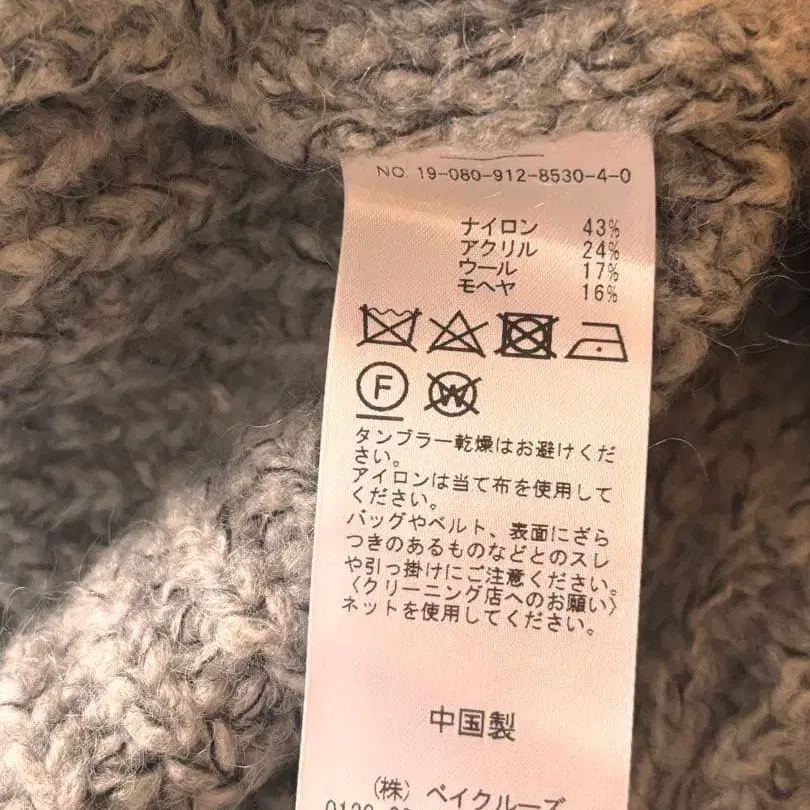 NO. 19-080-912-8530-4-0
ナイロン 43%
アクリル 24%
ウール 17%
モヘヤ 16%
F W
タンブラー乾燥はお避けくだ
さい。
アイロンは当て布を使用して
ください。
バッグやベルト、表面にざら
つきのあるものなどとのスレ
や引っ掛けにご注意ください。
〈クリーニング店へのお願い〉
ネットを使用してください。
中国製
(株) ベイクルーズ